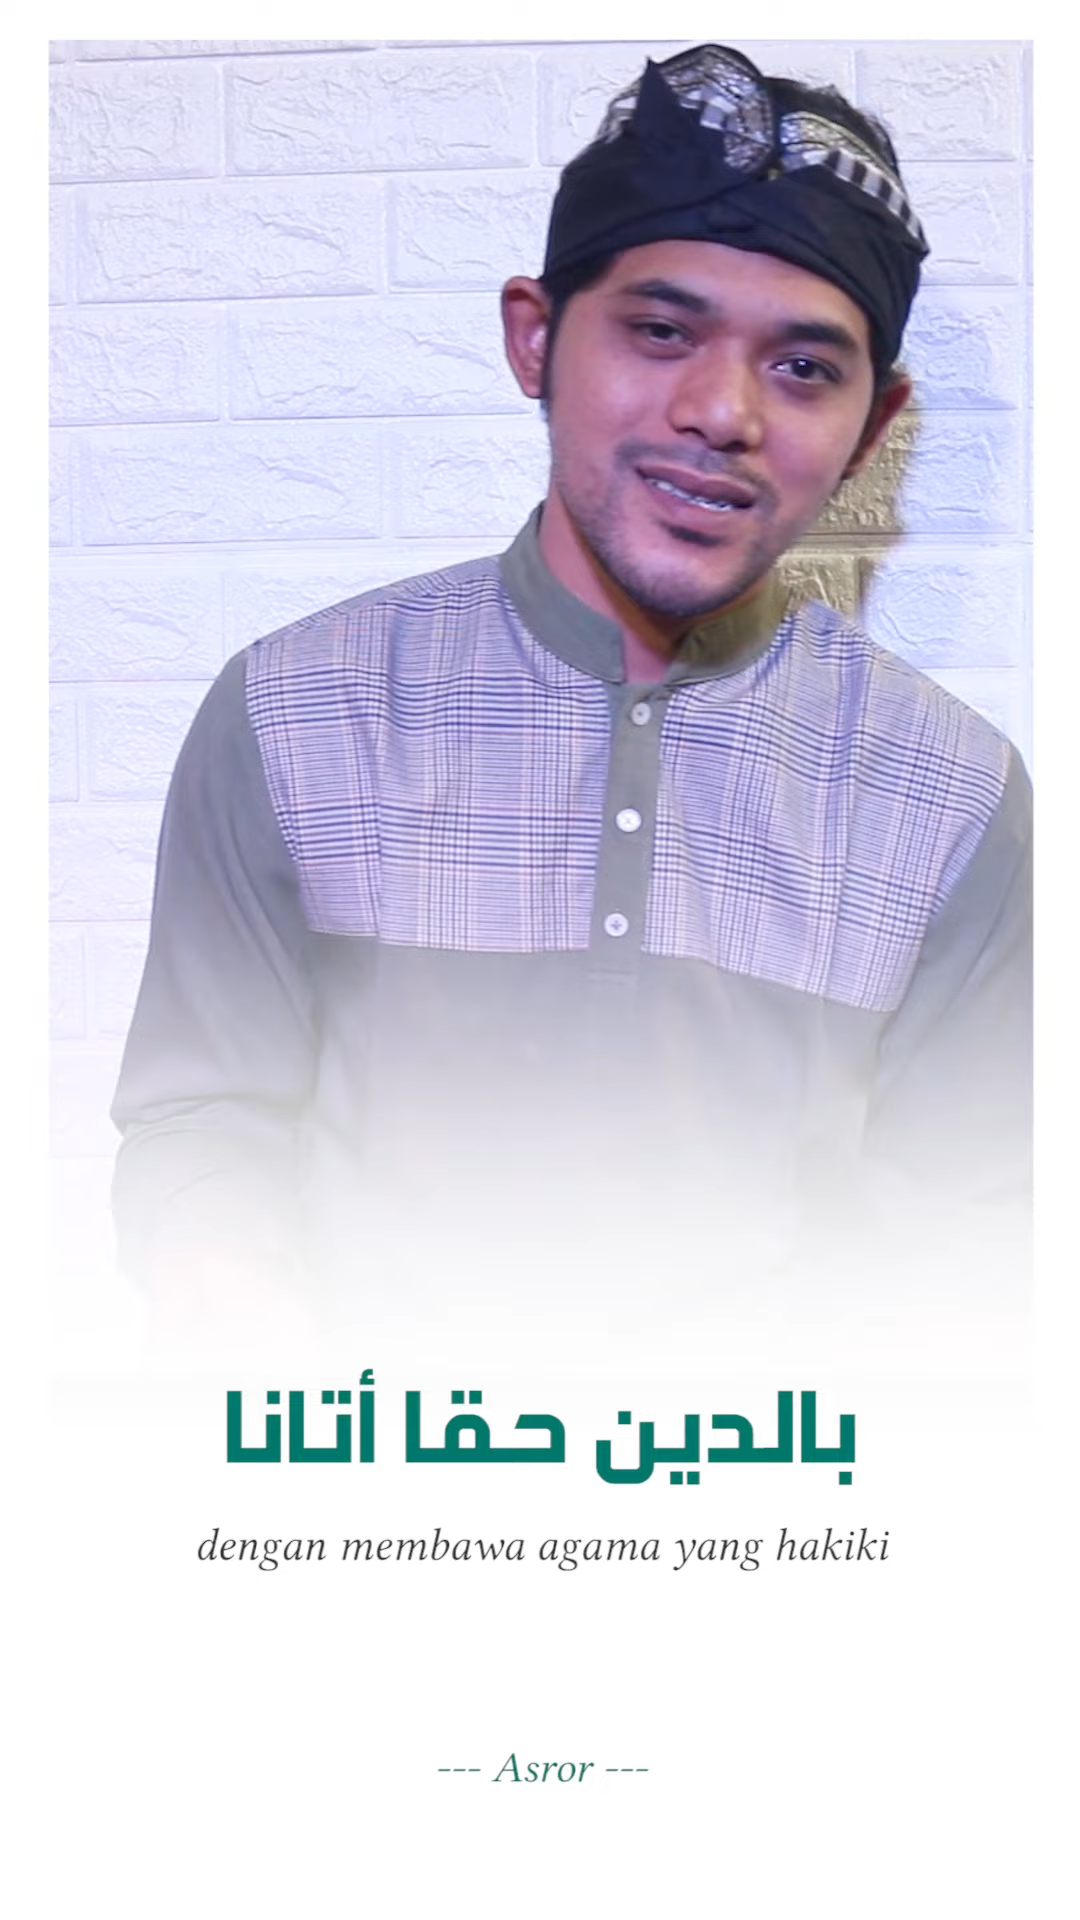 بالدين حقا أتانا
dengan membawa agama yang hakiki
--- Asror ---